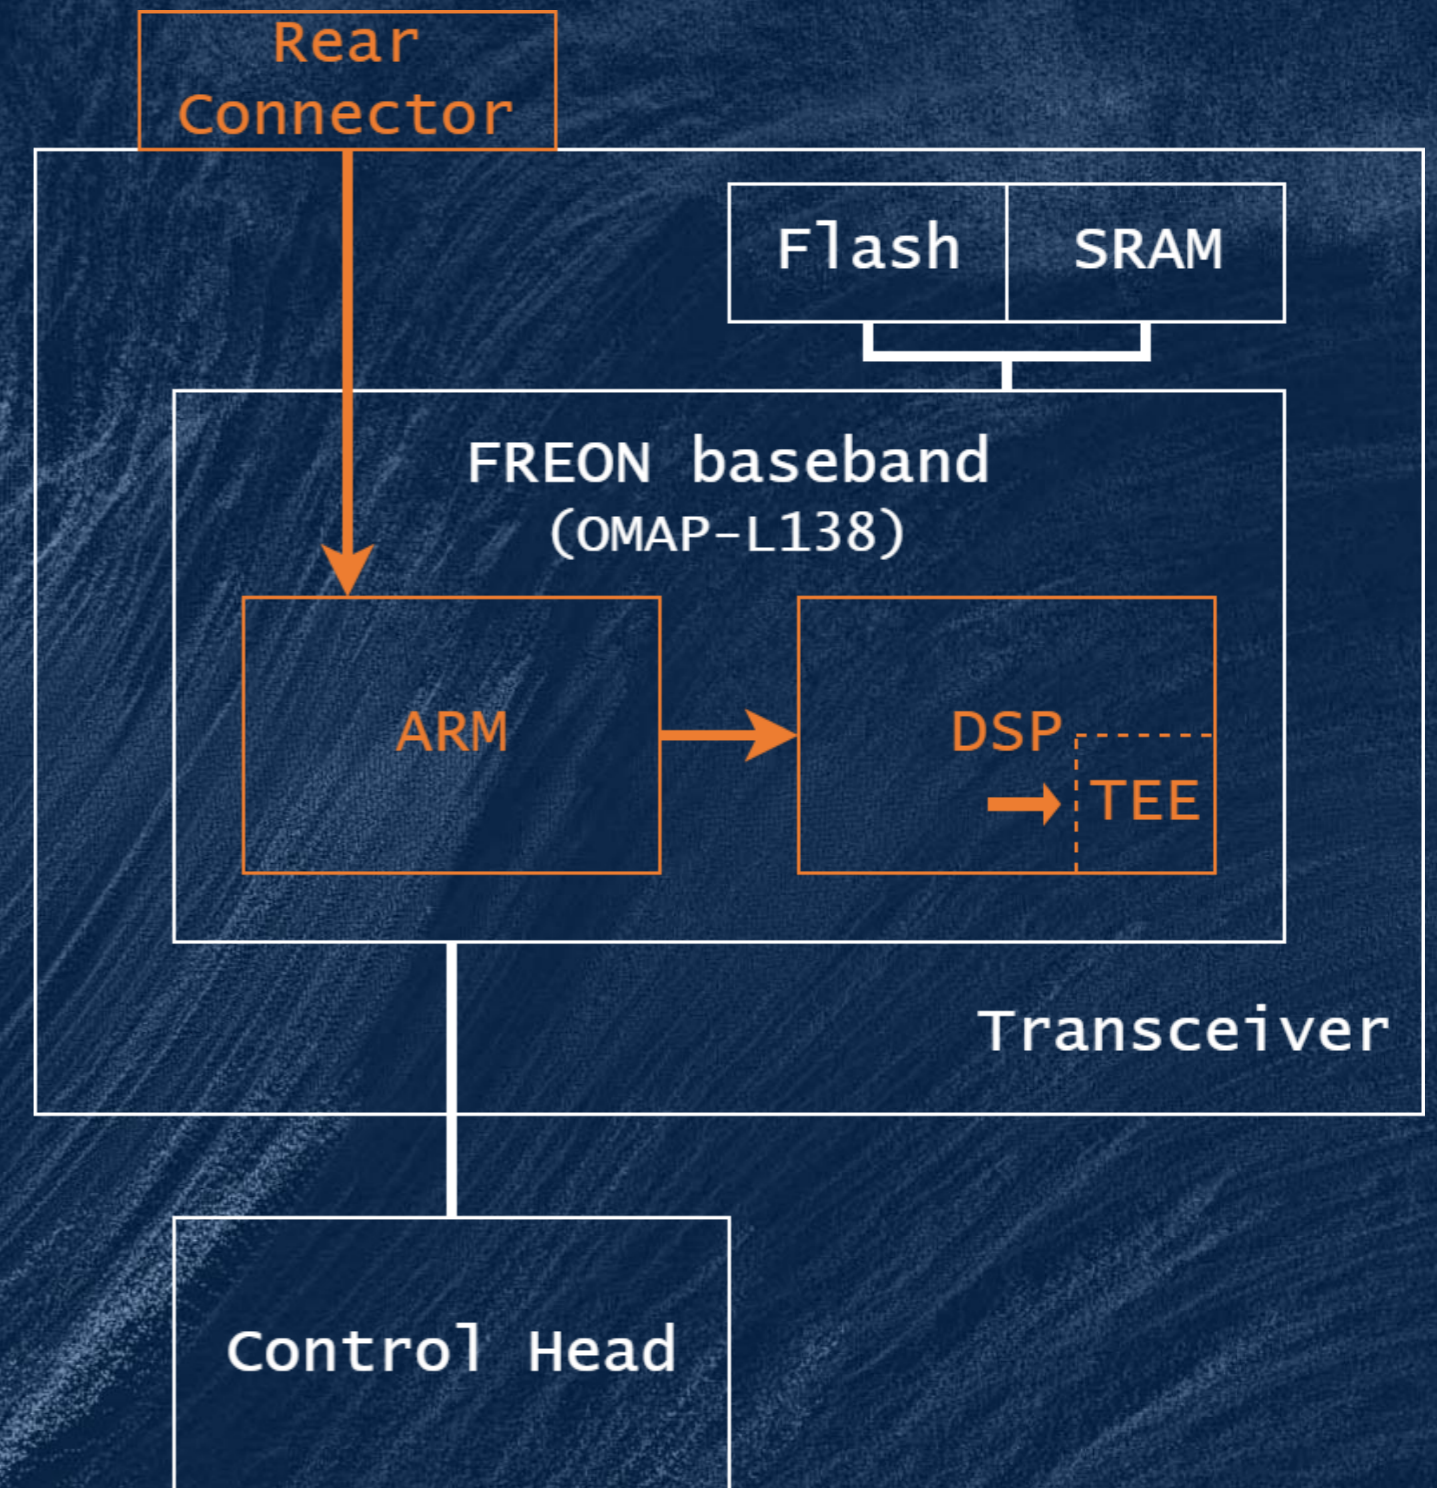 Rear
Connector
Flash
SRAM
FREON baseband
(OMAP-L138)
ARM
DSP
TEE
Transceiver
Control Head